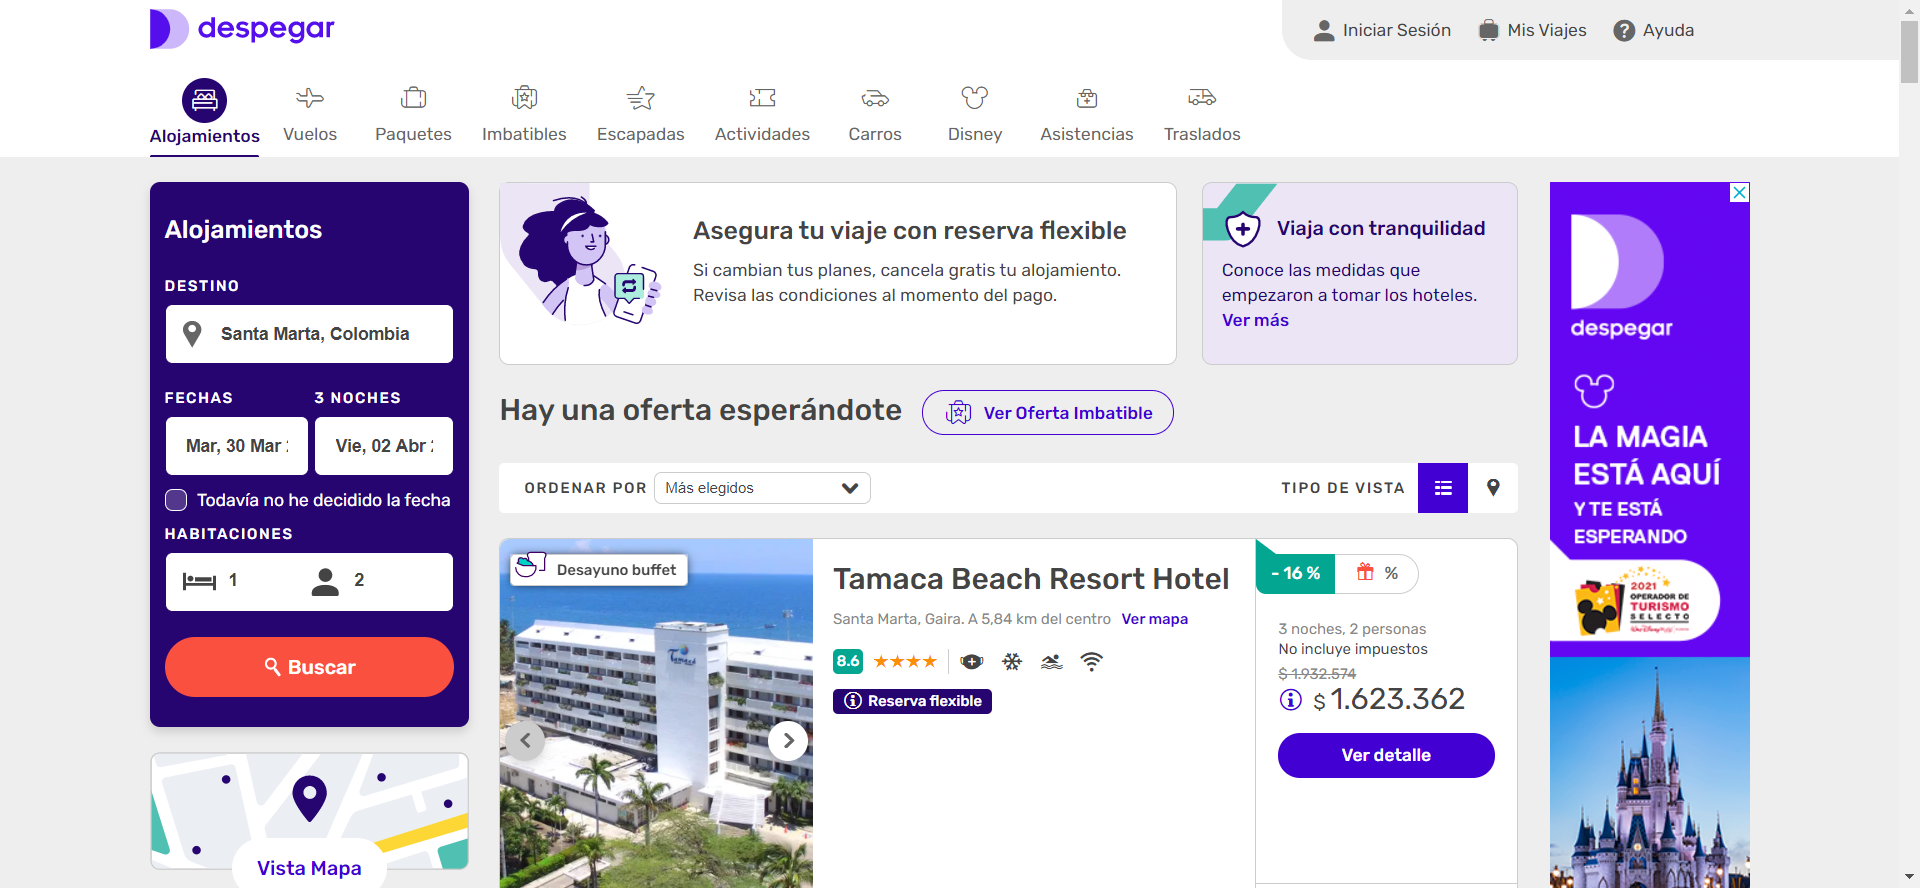 despegar
Iniciar Sesión
Mis Viajes
Ayuda
Alojamientos
Vuelos
Paquetes
Imbatibles
Escapadas
Actividades
Carros
Disney
Asistencias
Traslados
Alojamientos
DESTINO
Santa Marta, Colombia
FECHAS
3 NOCHES
Mar, 30 Mar
Vie, 02 Abr
Todavía no he decidido la fecha
HABITACIONES
1
2
Buscar
Vista Mapa
Asegura tu viaje con reserva flexible
Si cambian tus planes, cancela gratis tu alojamiento.
Revisa las condiciones al momento del pago.
Viaja con tranquilidad
Conoce las medidas que
empezaron a tomar los hoteles.
Ver más
Hay una oferta esperándote
Ver Oferta Imbatible
ORDENAR POR
Más elegidos
TIPO DE VISTA
Desayuno buffet
Tamaca
Tamaca Beach Resort Hotel
Santa Marta, Gaira. A 5,84 km del centro
Ver mapa
8.6
Reserva flexible
- 16 %
%
3 noches, 2 personas
No incluye impuestos
$ 1.932.574
$ 1.623.362
Ver detalle
despegar
LA MAGIA
ESTÁ AQUÍ
Y TE ESTÁ
ESPERANDO
2021
OPERADOR DE
TURISMO
SELECTO